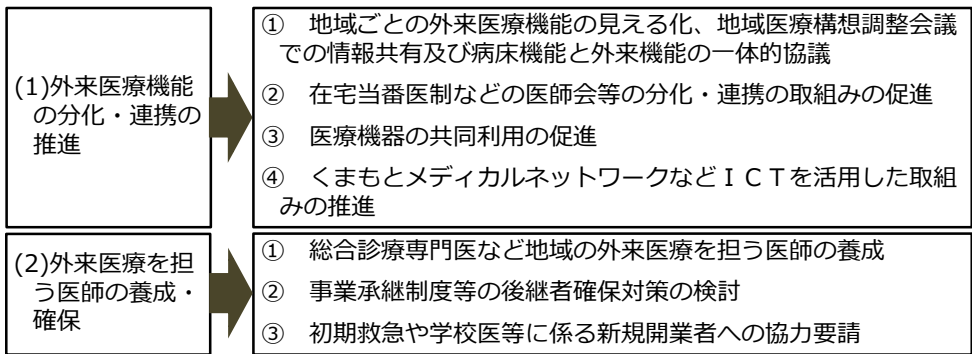 (1)外来医療機能
の分化・連携の
推進
① 地域ごとの外来医療機能の見える化、地域医療構想調整会議
での情報共有及び病床機能と外来機能の一体的協議
② 在宅当番医制などの医師会等の分化・連携の取組みの促進
③ 医療機器の共同利用の促進
④ くまもとメディカルネットワークなどＩＣＴを活用した取組
みの推進
(2)外来医療を担
う医師の養成・
確保
① 総合診療専門医など地域の外来医療を担う医師の養成
② 事業承継制度等の後継者確保対策の検討
③ 初期救急や学校医等に係る新規開業者への協力要請